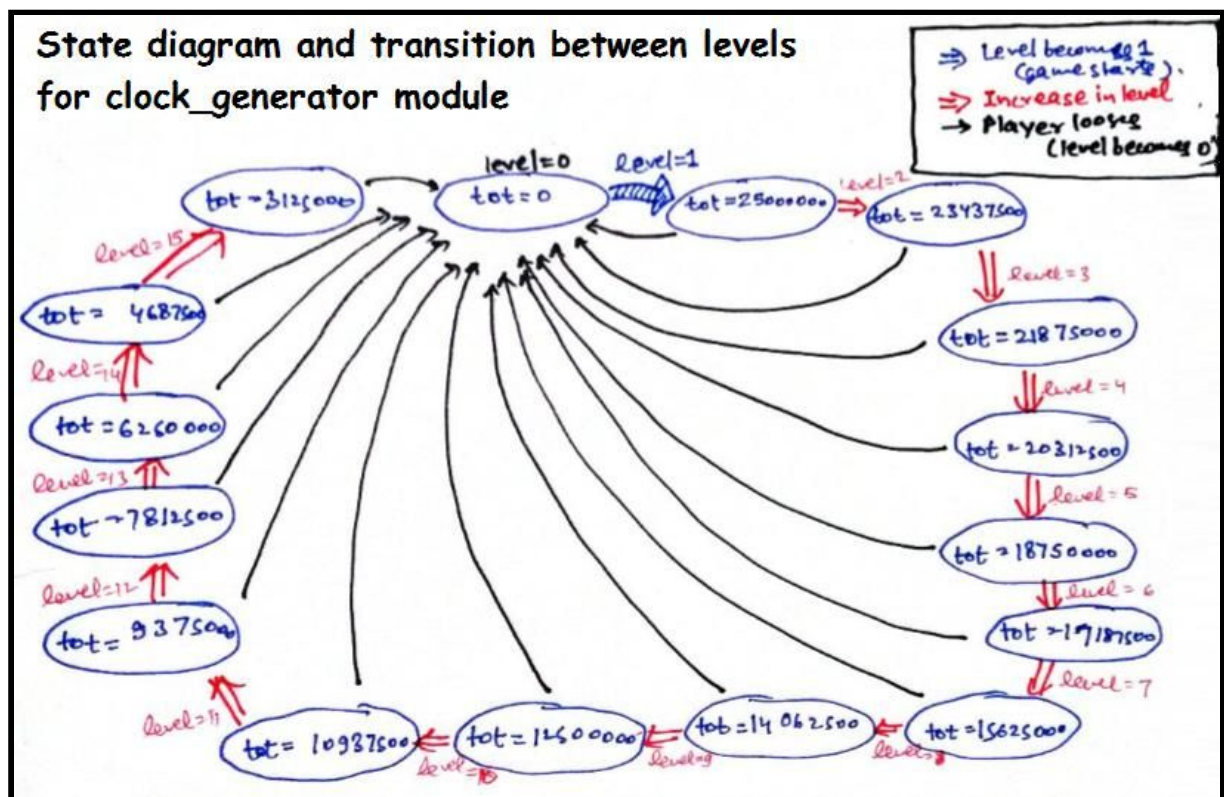 State diagram and transition between levels
for clock_generator module
⇒ Level becomes 1
(game starts).
⇒ Increase in level
→ Player looses
(level becomes 0)
level=0
tot=0
level=1
tot=25000000
level=2
tot=23437500
level=3
tot=21875000
level=4
tot=20312500
level=5
tot=18750000
level=6
tot=17187500
level=7
tot=15625000
level=8
tot=14062500
level=9
tot=12500000
level=10
tot=10937500
level=11
tot=9375000
level=12
tot=7812500
level=13
tot=6260000
level=14
tot=4687500
level=15
tot=3125000